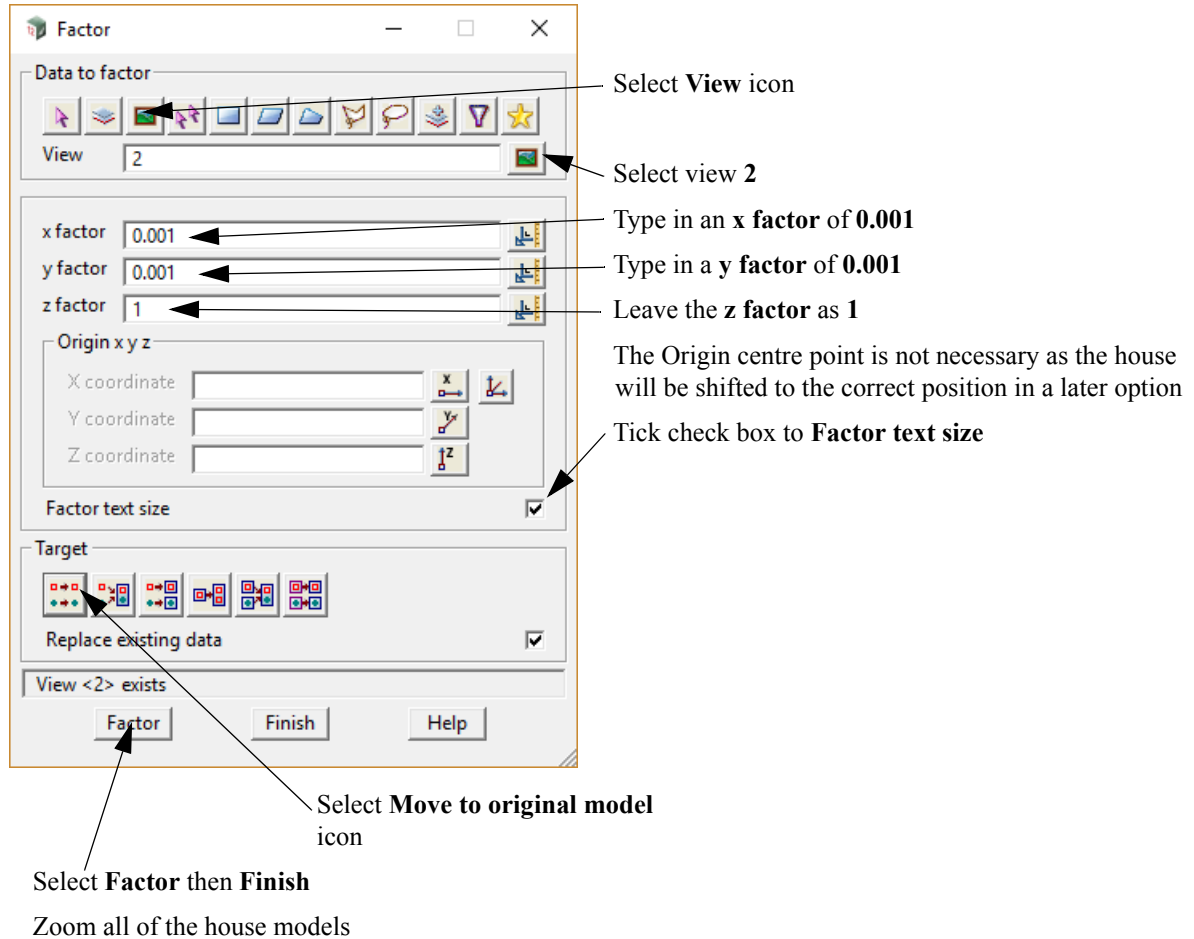 Factor
Data to factor
Select View icon
View 2
Select view 2
x factor 0.001
Type in an x factor of 0.001
y factor 0.001
Type in a y factor of 0.001
z factor 1
Leave the z factor as 1
Origin x y z
The Origin centre point is not necessary as the house
will be shifted to the correct position in a later option
X coordinate
Y coordinate
Z coordinate
Tick check box to Factor text size
Factor text size
Target
Replace existing data
View <2> exists
Factor Finish Help
Select Move to original model
icon
Select Factor then Finish
Zoom all of the house models